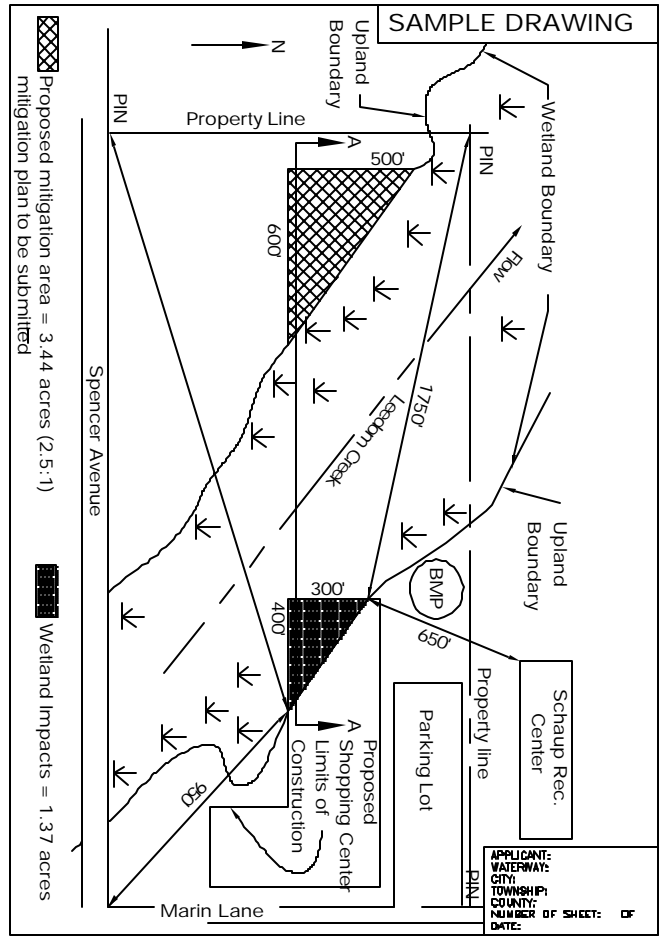 SAMPLE DRAWING
N
Upland
Boundary
Wetland Boundary
PIN
Property Line
PIN
A
500'
600'
Flow
1750'
Leedom Creek
Upland
Boundary
BMP
300'
400'
650'
Schaup Rec.
Center
Property line
Parking Lot
A
Proposed
Shopping Center
Limits of
Construction
950'
PIN
Marin Lane
Spencer Avenue
Proposed mitigation area = 3.44 acres (2.5:1)
mitigation plan to be submitted
Wetland Impacts = 1.37 acres
APPLICANT:
WATERWAY:
CITY:
TOWNSHIP:
COUNTY:
NUMBER OF SHEET: OF
DATE: